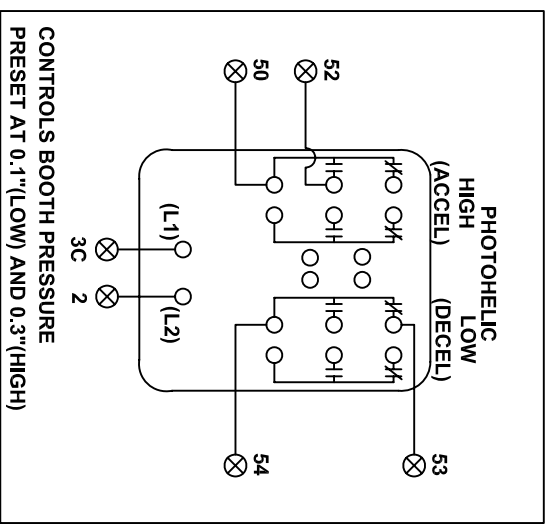 PHOTOHELIC
HIGH
(ACCEL)
LOW
(DECEL)
52
50
53
54
(L1)
(L2)
3C
2
CONTROLS BOOTH PRESSURE
PRESET AT 0.1"(LOW) AND 0.3"(HIGH)